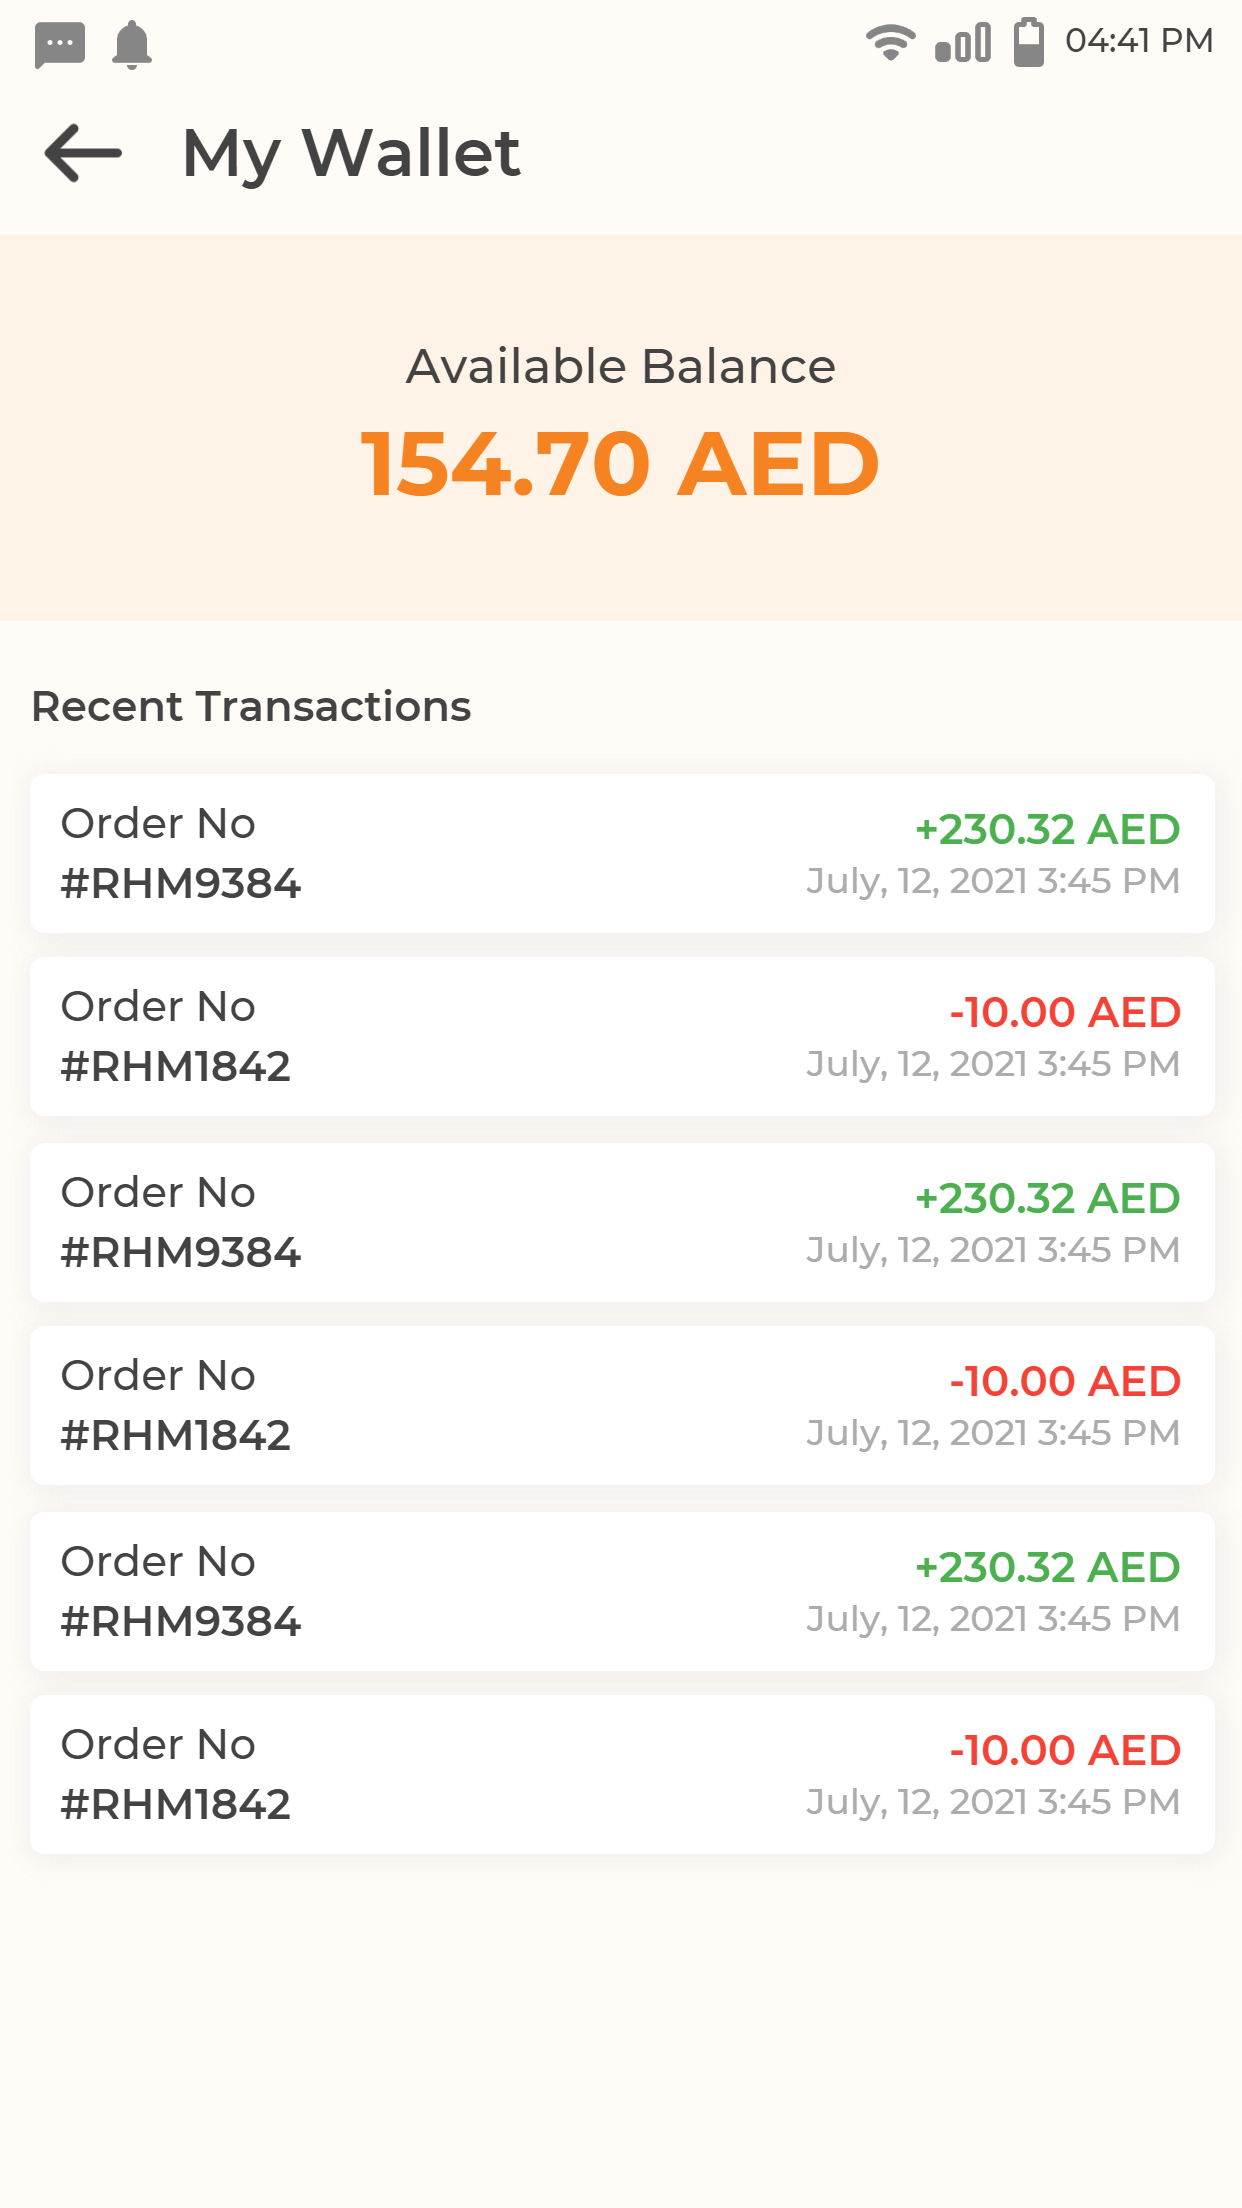 04:41 PM
My Wallet
Available Balance
154.70 AED
Recent Transactions
Order No
+230.32 AED
#RHM9384
July, 12, 2021 3:45 PM
Order No
-10.00 AED
#RHM1842
July, 12, 2021 3:45 PM
Order No
+230.32 AED
#RHM9384
July, 12, 2021 3:45 PM
Order No
-10.00 AED
#RHM1842
July, 12, 2021 3:45 PM
Order No
+230.32 AED
#RHM9384
July, 12, 2021 3:45 PM
Order No
-10.00 AED
#RHM1842
July, 12, 2021 3:45 PM